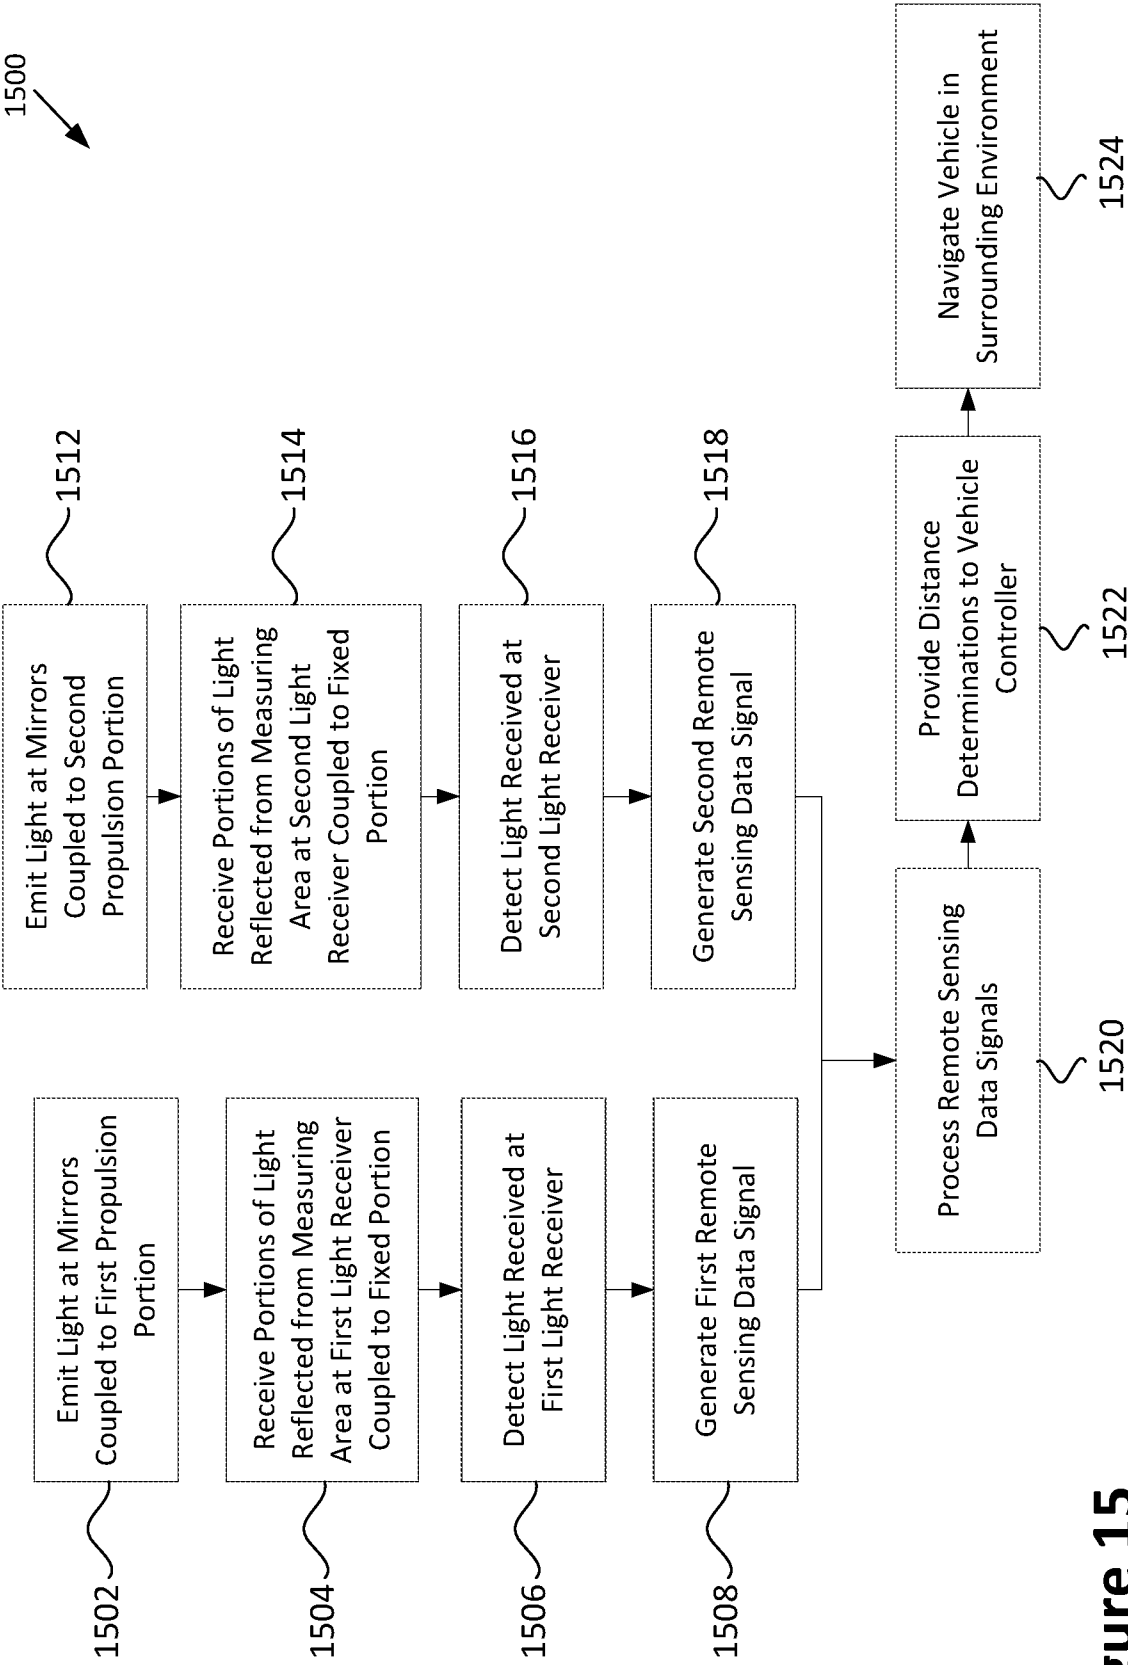 1500
1502
Emit Light at Mirrors
Coupled to First Propulsion
Portion
1504
Receive Portions of Light
Reflected from Measuring
Area at First Light Receiver
Coupled to Fixed Portion
1506
Detect Light Received at
First Light Receiver
1508
Generate First Remote
Sensing Data Signal
Emit Light at Mirrors
Coupled to Second
Propulsion Portion
1512
Receive Portions of Light
Reflected from Measuring
Area at Second Light
Receiver Coupled to Fixed
Portion
1514
Detect Light Received at
Second Light Receiver
1516
Generate Second Remote
Sensing Data Signal
1518
Process Remote Sensing
Data Signals
1520
Provide Distance
Determinations to Vehicle
Controller
1522
Navigate Vehicle in
Surrounding Environment
1524
gure 15